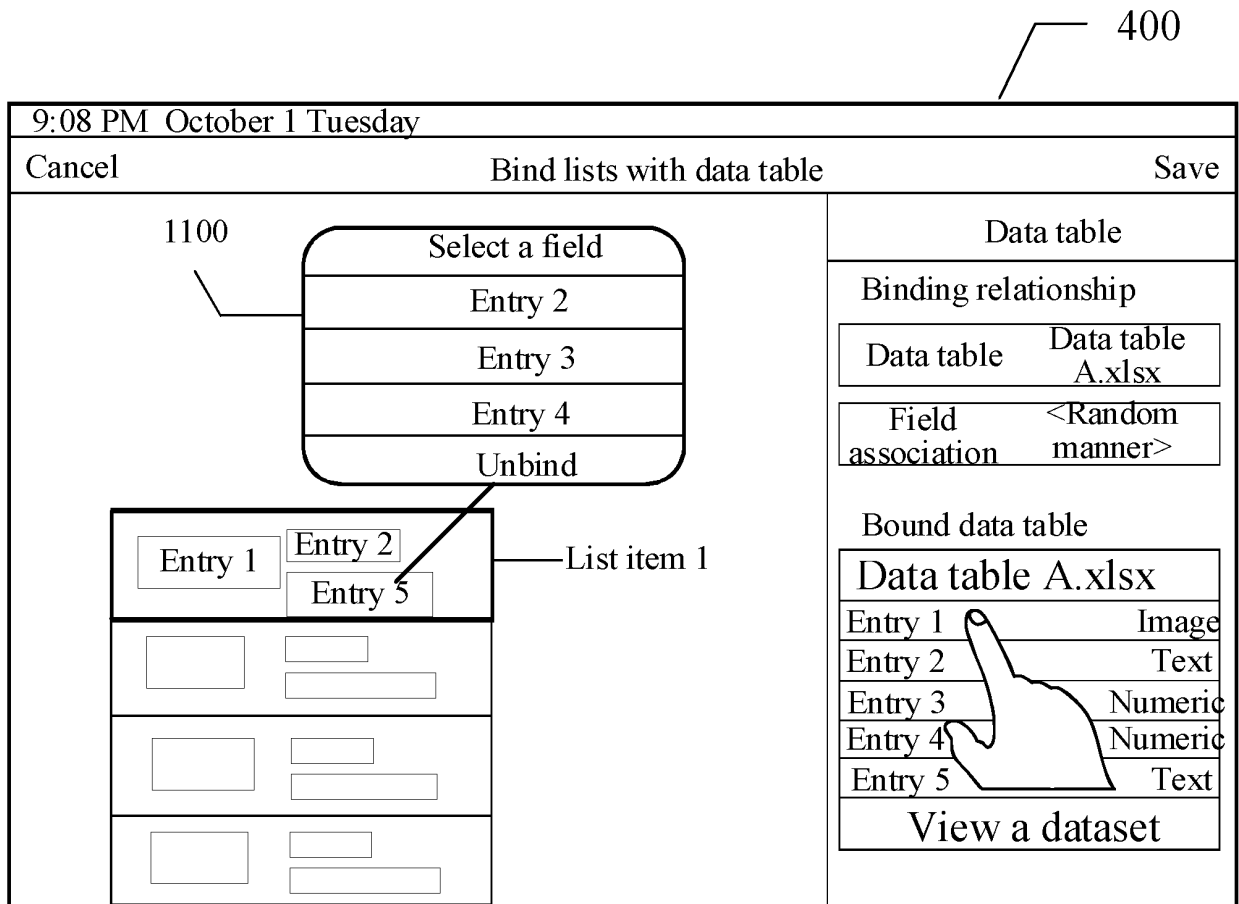 400
9:08 PM October 1 Tuesday
Cancel
Bind lists with data table
Save
1100
Select a field
Entry 2
Entry 3
Entry 4
Unbind
Entry 1
Entry 2
Entry 5
List item 1
Data table
Binding relationship
Data table
Data table
A.xlsx
Field
association
<Random
manner>
Bound data table
Data table A.xlsx
Entry 1 Image
Entry 2 Text
Entry 3 Numeric
Entry 4 Numeric
Entry 5 Text
View a dataset